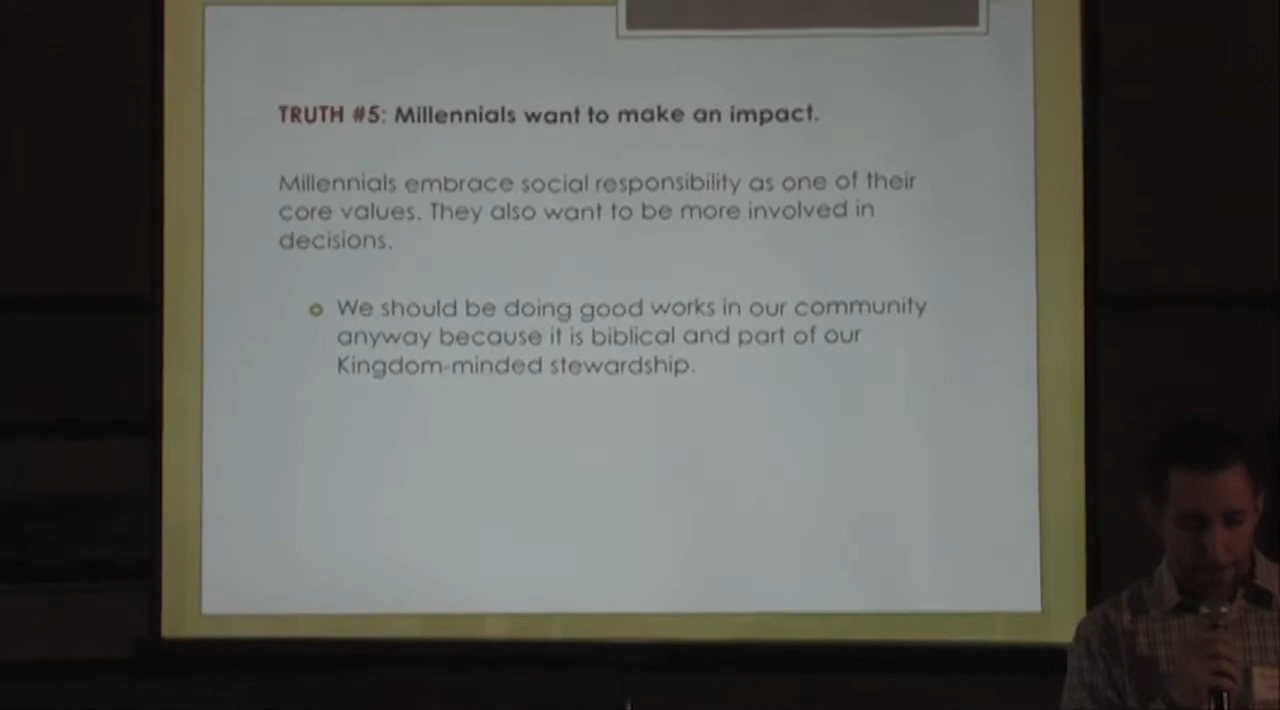 TRUTH #5: Millennials want to make an impact.
Millennials embrace social responsibility as one of their
core values. They also want to be more involved in
decisions.
We should be doing good works in our community
anyway because it is biblical and part of our
Kingdom-minded stewardship.